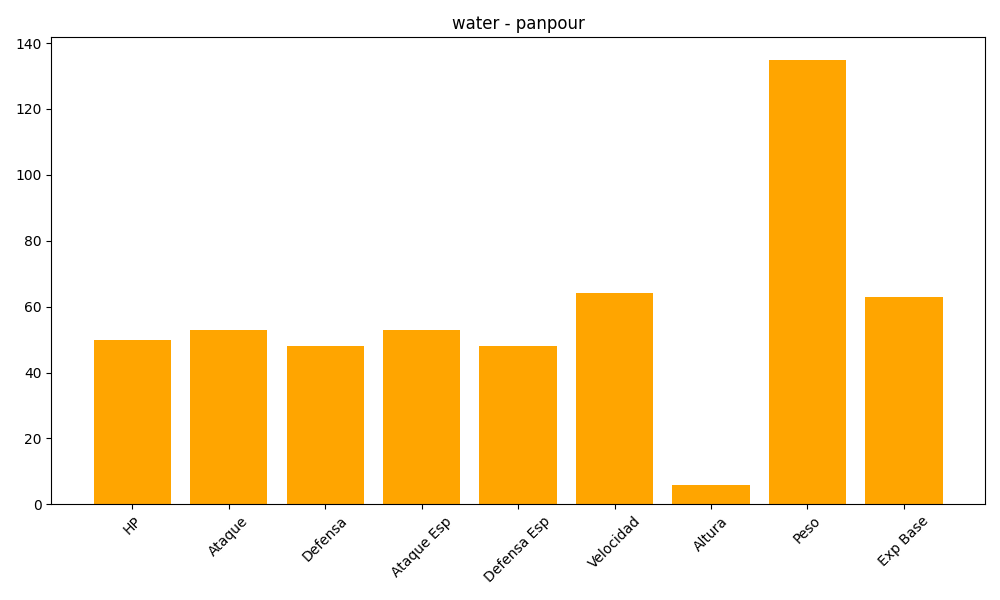 water - panpour
140
120
100
80
60
40
20
0
HP
Ataque
Defensa
Ataque Esp
Defensa Esp
Velocidad
Altura
Peso
Exp Base